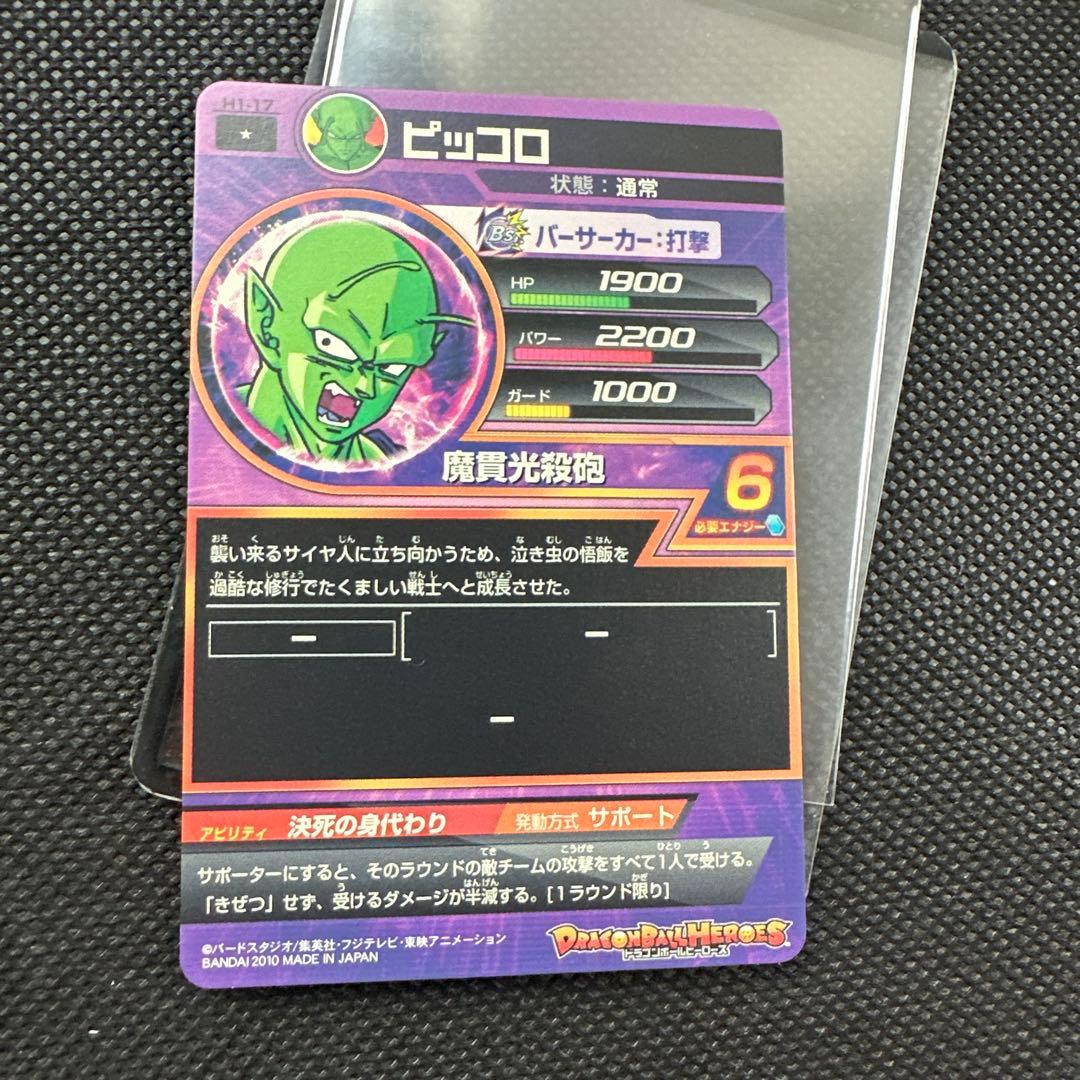 H1-17
ピッコロ
状態：通常
Bs バーサーカー：打撃
HP 1900
パワー 2200
ガード 1000
魔貫光殺砲
6
必要エナジー
襲い来るサイヤ人に立ち向かうため、泣き虫の悟飯を
過酷な修行でたくましい戦士へと成長させた。
ー ー
ー
アビリティ 決死の身代わり 発動方式 サポート
サポーターにすると、そのラウンドの敵チームの攻撃をすべて1人で受ける。
「きぜつ」せず、受けるダメージが半減する。[1ラウンド限り]
©バードスタジオ/集英社・フジテレビ・東映アニメーション
BANDAI 2010 MADE IN JAPAN
DRAGONBALL HEROES
ドラゴンボールヒーローズ